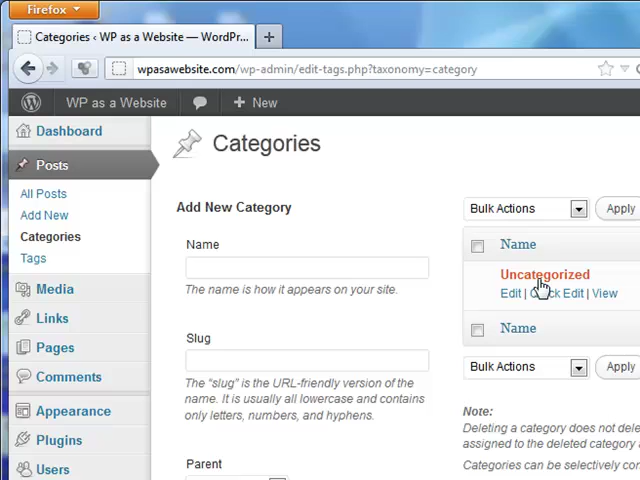 Firefox
Categories ‹ WP as a Website — WordPr...
wpasawebsite.com/wp-admin/edit-tags.php?taxonomy=category
WP as a Website
+ New
Dashboard
Posts
All Posts
Add New
Categories
Tags
Media
Links
Pages
Comments
Appearance
Plugins
Users
Categories
Add New Category
Name
The name is how it appears on your site.
Slug
The “slug” is the URL-friendly version of the
name. It is usually all lowercase and contains
only letters, numbers, and hyphens.
Parent
Bulk Actions
Apply
Name
Uncategorized
Edit | Quick Edit | View
Name
Bulk Actions
Apply
Note:
Deleting a category does not dele
assigned to the deleted category
Categories can be selectively con